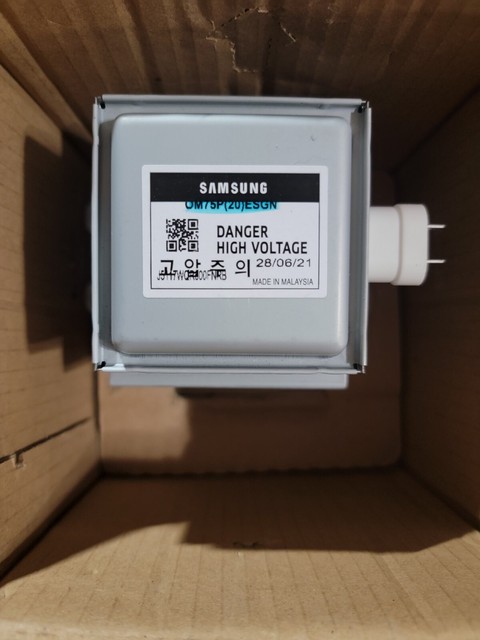 SAMSUNG
OM75P(20)ESGN
DANGER
HIGH VOLTAGE
고 압 주 의 28/06/21
MADE IN MALAYSIA